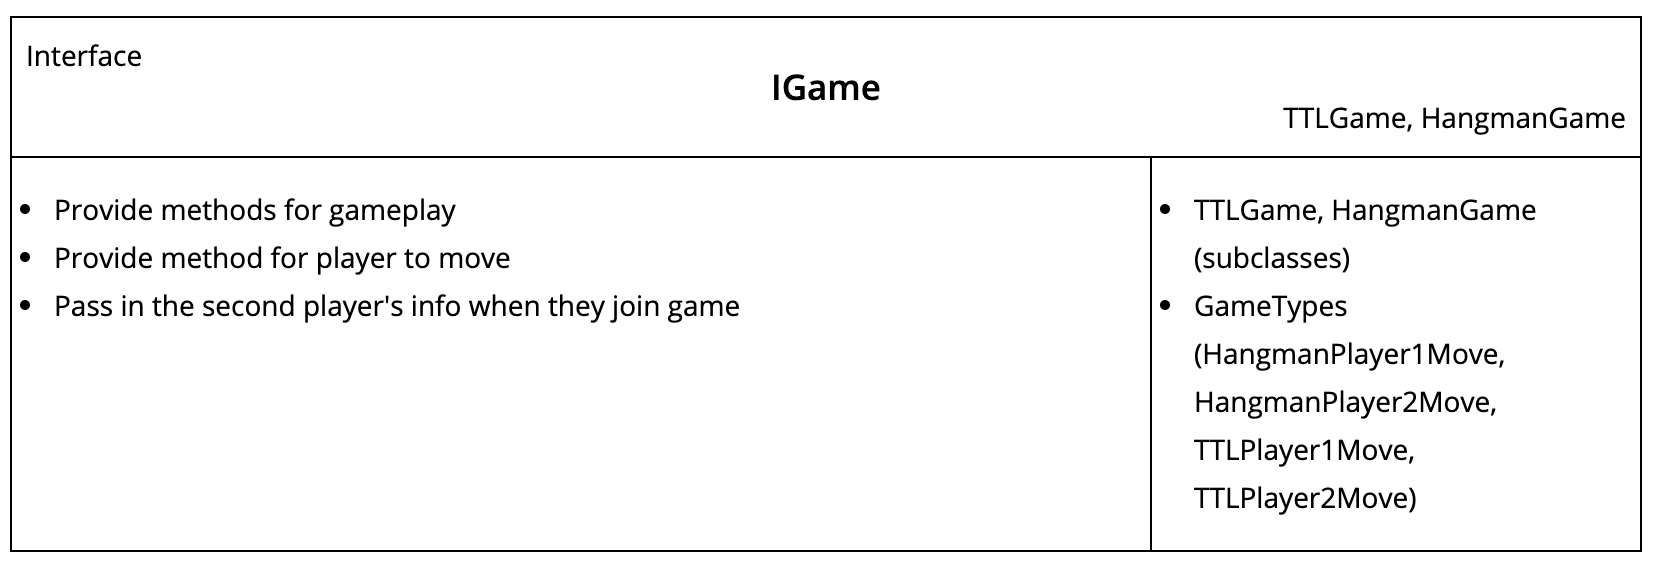 Interface
IGame
TTLGame, HangmanGame
Provide methods for gameplay
Provide method for player to move
Pass in the second player's info when they join game
TTLGame, HangmanGame
(subclasses)
GameTypes
(HangmanPlayer1Move,
HangmanPlayer2Move,
TTLPlayer1Move,
TTLPlayer2Move)